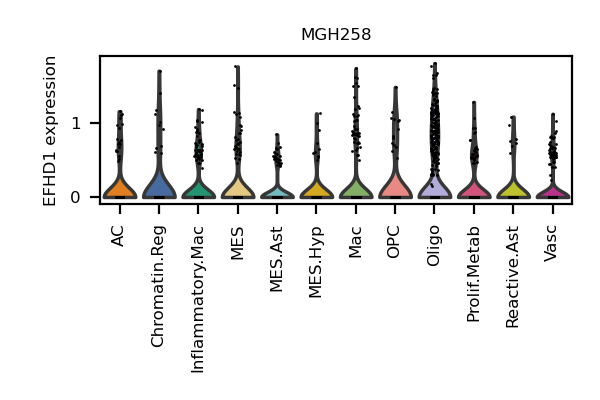 MGH258
EFHD1 expression
1
0
AC
Chromatin.Reg
Inflammatory.Mac
MES
MES.Ast
MES.Hyp
Mac
OPC
Oligo
Prolif.Metab
Reactive.Ast
Vasc